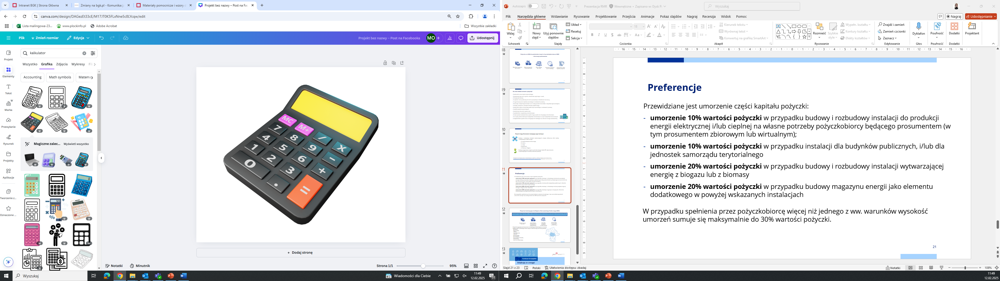 Intranet BGK | Strona Główna
Zmiany na bgk.pl - Komunikacja
Materiały pomocnicze i wzory d
Projekt bez nazwy – Post na Fac
canva.com/design/DAGezEt33cE/M17JT0K5FLxNne5c8LYcqw/edit
Lista mailingowa-23...
www.plockinfo.pl
Adobe Acrobat
Wszystkie zakładki
Plik
Zmień rozmiar
Edycja
Projekt bez nazwy – Post na Facebooka
MO
Udostępnij
kalkulator
Wszystko Grafika Zdjęcia Wykresy
Accounting Math symbols Matema
Projekt
Elementy
Tekst
Marka
Przesyłanie
Rysunek
Projekty
Aplikacje
Tworzenie z...
Oznaczone ...
Magiczne zalec... Wyświetl wszystko
MC M+
7 8 / X
4 5 9 -
1 2 6 +
0 . 3 =
+ Dodaj stronę
Notatki Minutnik
Strona 1/1 95%
Wyszukaj
Wiadomości dla Ciebie
11:49
12.02.2025
Autozapis
Prezentacja RMR
Wewnętrzne • Zapisano w: Dysk P:
Wyszukaj
Plik Narzędzia główne Wstawianie Rysowanie Projektowanie Przejścia Animacje Pokaz slajdów Nagraj Recenzja Widok Pomoc
Nagraj
Udostępnianie
Wklej
Schowek
Nowy slajd
Użyj ponownie slajdów
Układ
Resetuj
Sekcja
Slajdy
18
Czcionka
Kierunek tekstu
Wyrównaj tekst
Konwertuj na grafikę SmartArt
Akapit
Rozmieść
Szybkie style
Wypełn. kształtu
Kontury kształtu
Efekty kształtów
Rysowanie
Znajdź i zamień
Zamień czcionki
Zaznacz
Edytowanie
Dyktafon
Głos
Poufność
Poufność
Dodatki
Dodatki
Projektant
18
19
20
21
22
23
Fundusze Europejskie
Dziękuję za uwagę!
Preferencje
Przewidziane jest umorzenie części kapitału pożyczki:
- umorzenie 10% wartości pożyczki w przypadku budowy i rozbudowy instalacji do produkcji
energii elektrycznej i/lub cieplnej na własne potrzeby pożyczkobiorcy będącego prosumentem (w
tym prosumentem zbiorowym lub wirtualnym);
- umorzenie 10% wartości pożyczki w przypadku instalacji dla budynków publicznych, i/lub dla
jednostek samorządu terytorialnego
- umorzenie 20% wartości pożyczki w przypadku budowy i rozbudowy instalacji wytwarzającej
energię z biogazu lub z biomasy
- umorzenie 20% wartości pożyczki w przypadku budowy magazynu energii jako elementu
dodatkowego w powyżej wskazanych instalacjach
W przypadku spełnienia przez pożyczkobiorcę więcej niż jednego z ww. warunków wysokość
umorzeń sumuje się maksymalnie do 30% wartości pożyczki.
21
Slajd 21 z 23
Polski
Ułatwienia dostępu: zbadaj
Notatki
108%
11:49
12.02.2025